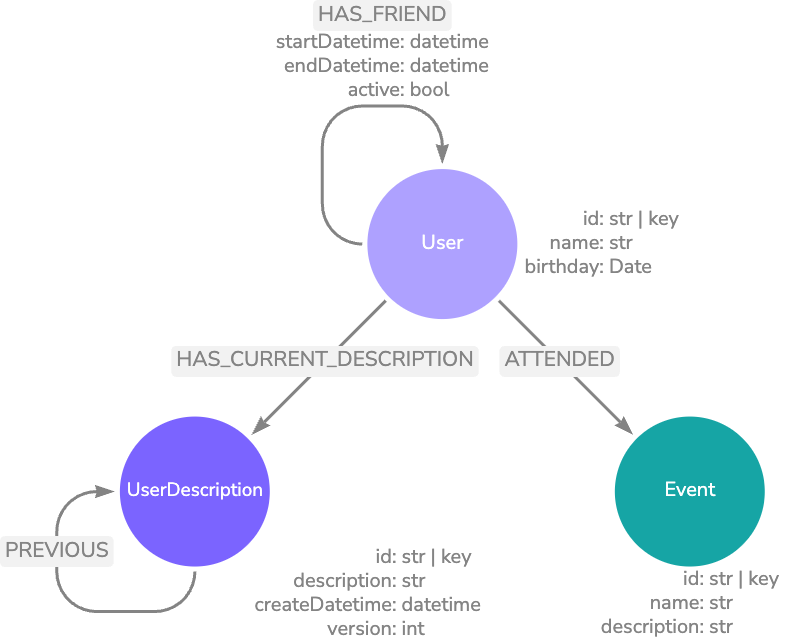 HAS_FRIEND
startDatetime: datetime
endDatetime: datetime
active: bool
User
id: str | key
name: str
birthday: Date
HAS_CURRENT_DESCRIPTION
ATTENDED
UserDescription
Event
PREVIOUS
id: str | key
description: str
createDatetime: datetime
version: int
id: str | key
name: str
description: str